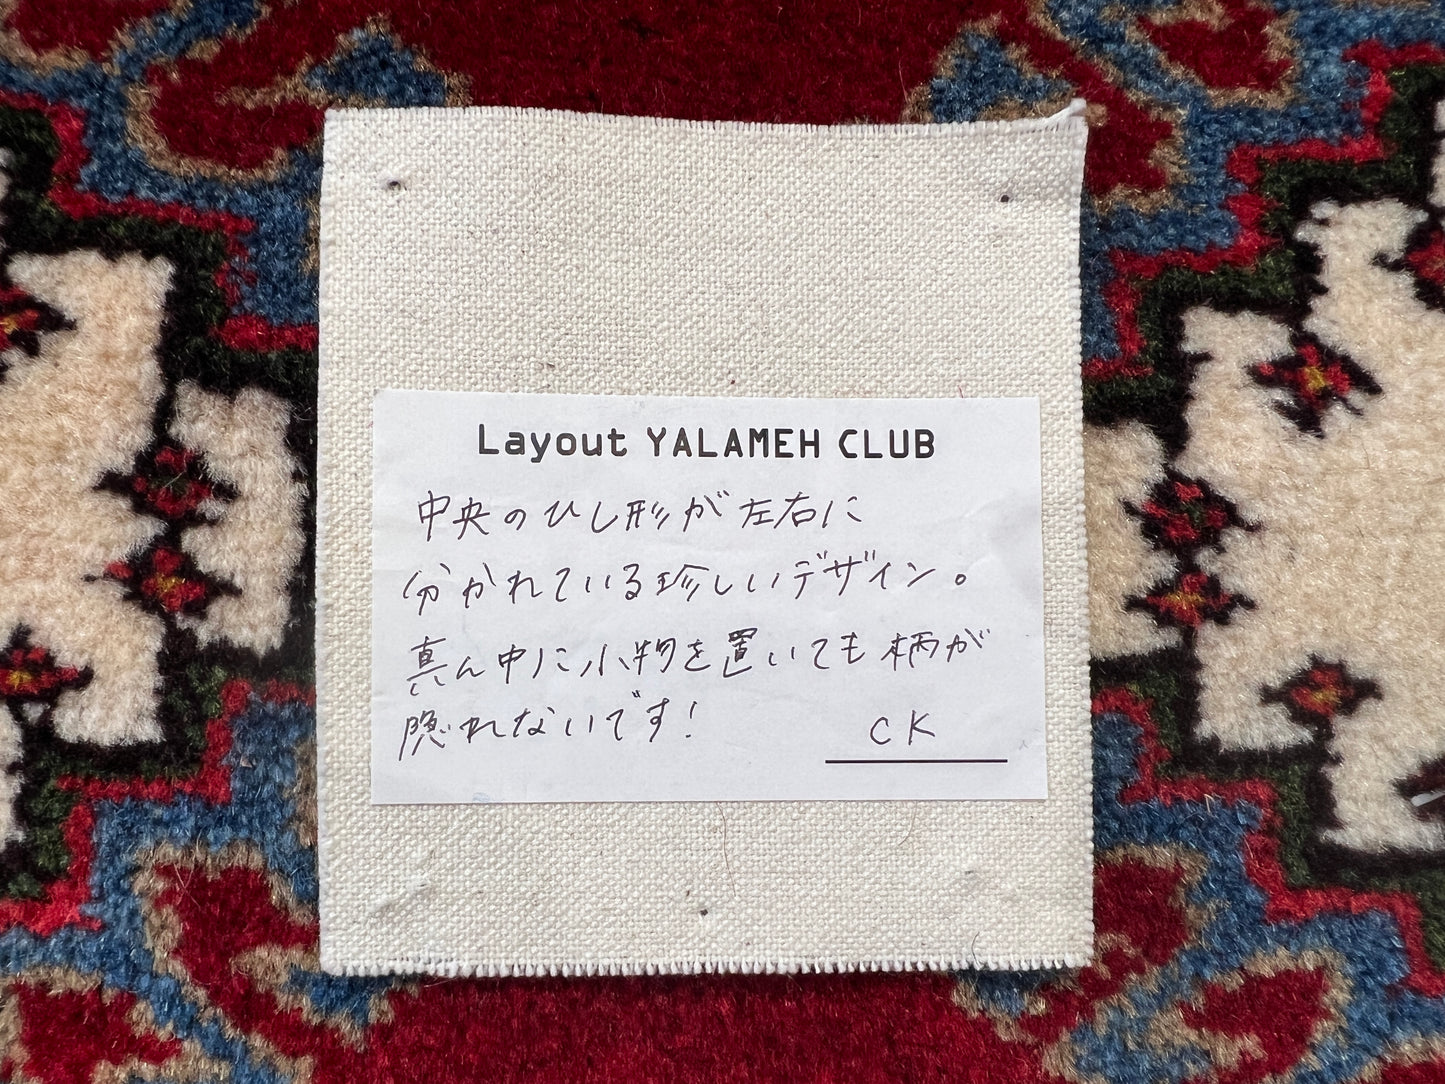 Layout YALAMEH CLUB
中央のひし形が左右に
分かれている珍しいデザイン。
真ん中に小物を置いても柄が
隠れないです!
CK